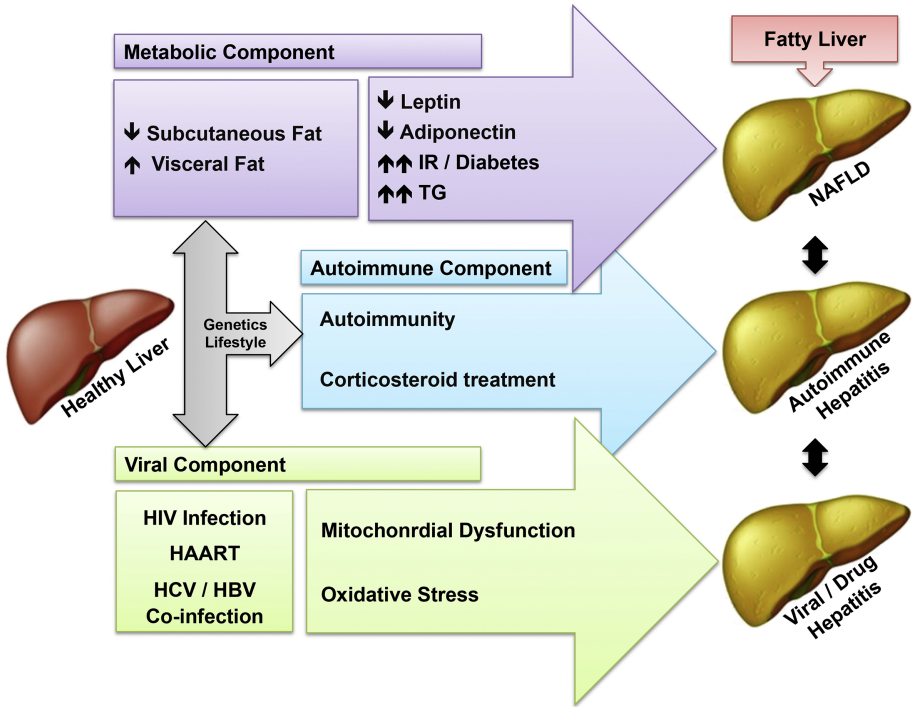 Metabolic Component
Fatty Liver
↓ Subcutaneous Fat
↑ Visceral Fat
↓ Leptin
↓ Adiponectin
↑↑ IR / Diabetes
↑↑ TG
NAFLD
Autoimmune Component
Healthy Liver
Genetics
Lifestyle
Autoimmunity
Corticosteroid treatment
Autoimmune
Hepatitis
Viral Component
HIV Infection
HAART
HCV / HBV
Co-infection
Mitochonrdial Dysfunction
Oxidative Stress
Viral / Drug
Hepatitis